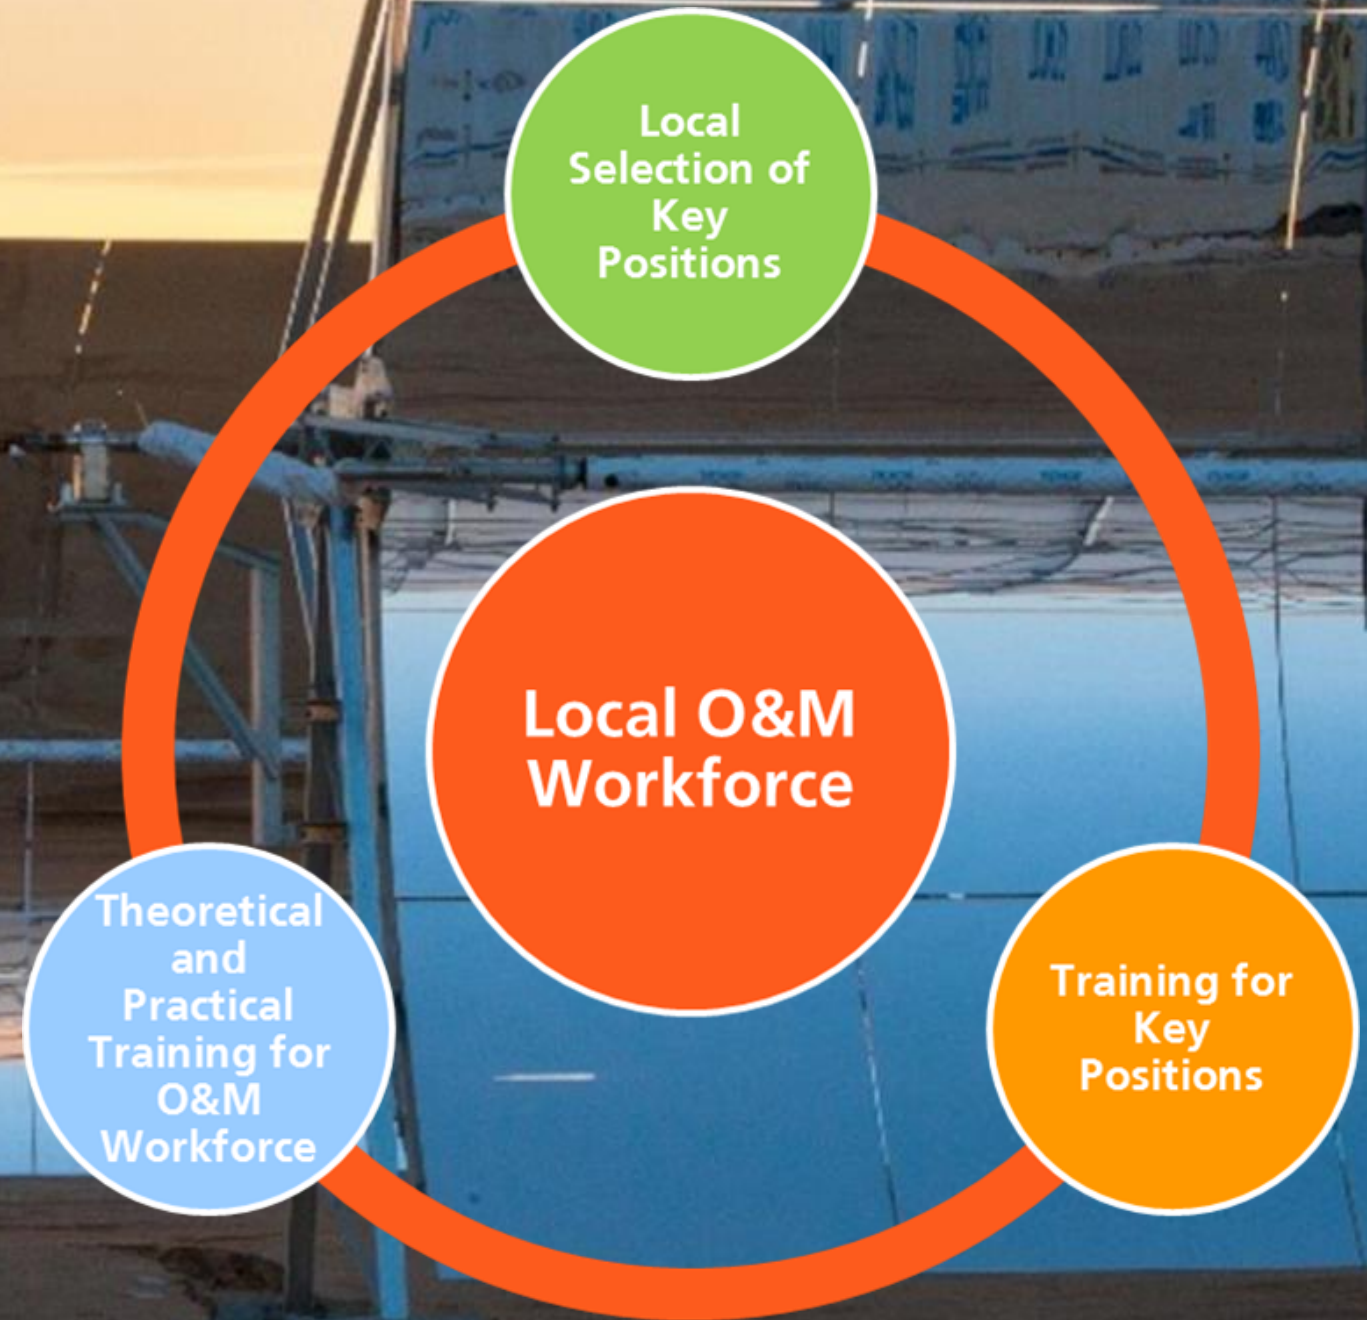 Local
Selection of
Key
Positions
Local O&M
Workforce
Theoretical
and
Practical
Training for
O&M
Workforce
Training for
Key
Positions